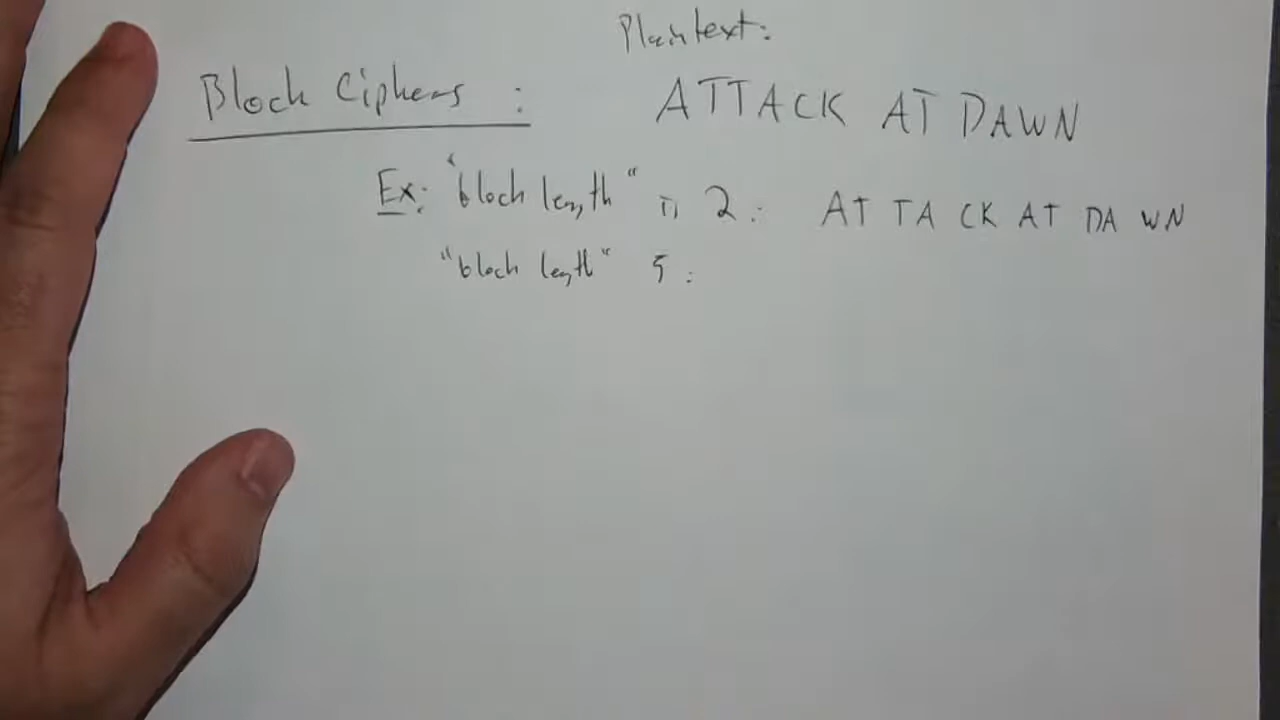 Plaintext:
Block Ciphers : ATTACK AT DAWN
Ex: "block length" is 2: AT TA CK AT DA WN
"block length" 5: